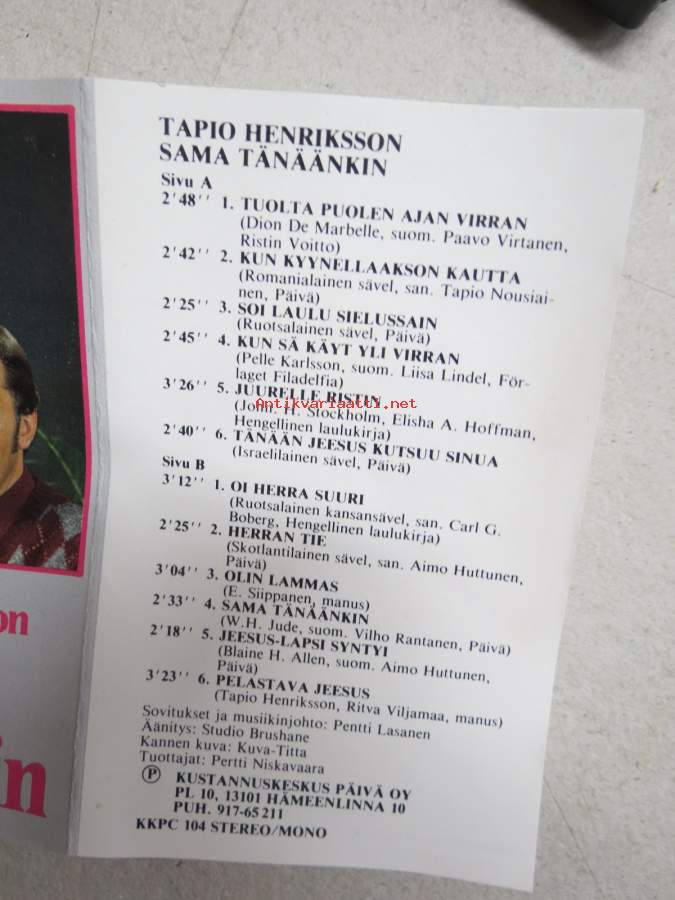 TAPIO HENRIKSSON
SAMA TÄNÄÄNKIN
Sivu A
2'48'' 1. TUOLTA PUOLEN AJAN VIRRAN
(Dion De Marbelle, suom. Paavo Virtanen,
Ristin Voitto)
2'42'' 2. KUN KYYNELLAAKSON KAUTTA
(Romanialainen sävel, san. Tapio Nousiai-
nen, Päivä)
2'25'' 3. SOI LAULU SIELUSSAIN
(Ruotsalainen sävel, Päivä)
2'45'' 4. KUN SÄ KÄYT YLI VIRRAN
(Pelle Karlsson, suom. Liisa Lindel, För-
laget Filadelfia)
3'26'' 5. JUURELLE RISTIN
Antikvariaatti.net
(John. H. Stockholm, Elisha A. Hoffman,
Hengellinen laulukirja)
2'40'' 6. TÄNÄÄN JEESUS KUTSUU SINUA
(Israelilainen sävel, Päivä)
Sivu B
3'12'' 1. OI HERRA SUURI
(Ruotsalainen kansansävel, san. Carl G.
Boberg, Hengellinen laulukirja)
2'25'' 2. HERRAN TIE
(Skotlantilainen sävel, san. Aimo Huttunen,
Päivä)
3'04'' 3. OLIN LAMMAS
(E. Siippanen, manus)
2'33'' 4. SAMA TÄNÄÄNKIN
(W.H. Jude, suom. Vilho Rantanen, Päivä)
2'18'' 5. JEESUS-LAPSI SYNTYI
(Blaine H. Allen, suom. Aimo Huttunen,
Päivä)
3'23'' 6. PELASTAVA JEESUS
(Tapio Henriksson, Ritva Viljamaa, manus)
Sovitukset ja musiikinjohto: Pentti Lasanen
Äänitys: Studio Brushane
Kannen kuva: Kuva-Titta
Tuottajat: Pertti Niskavaara
Ⓟ KUSTANNUSKESKUS PÄIVÄ OY
PL 10, 13101 HÄMEENLINNA 10
PUH. 917-65 211
KKPC 104 STEREO/MONO
on
in